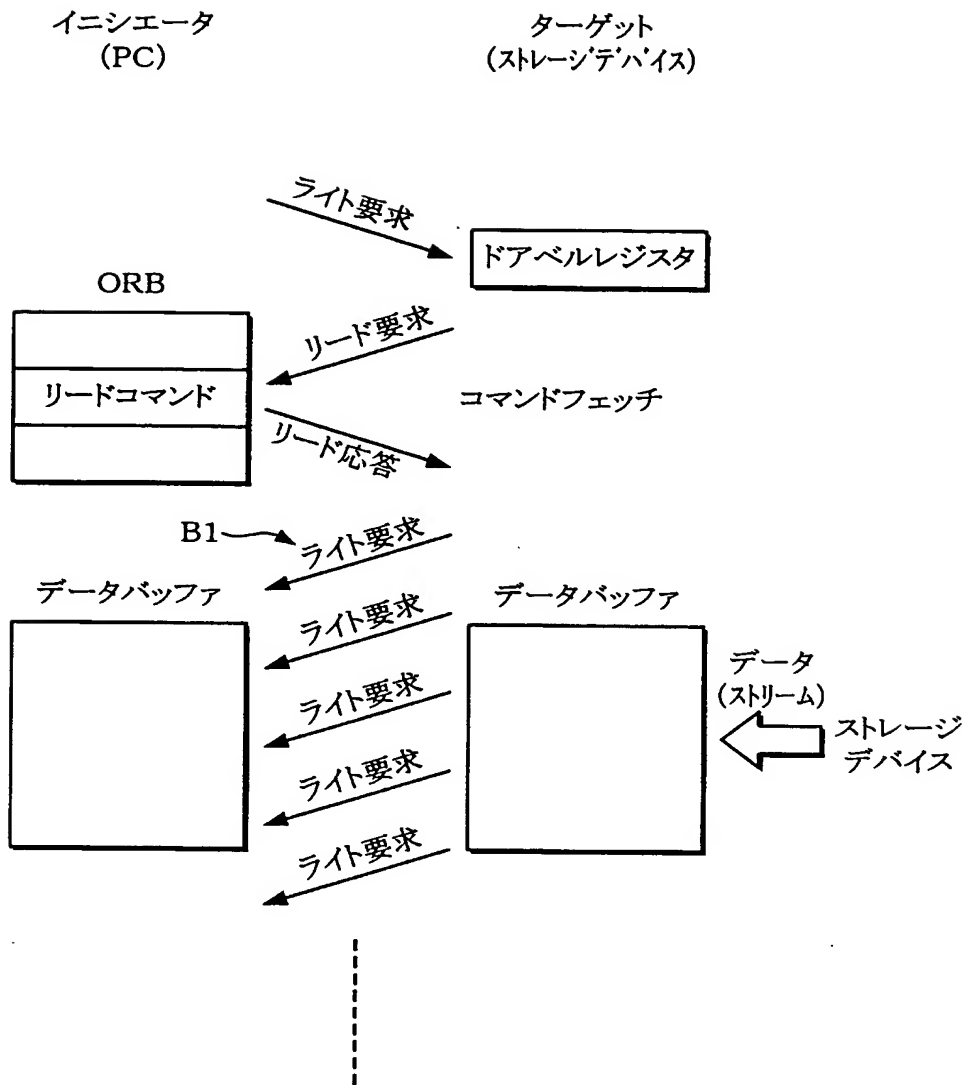 イニシエータ
(PC)
ターゲット
(ストレージデバイス)
ライト要求
ドアベルレジスタ
ORB
リード要求
リードコマンド
コマンドフェッチ
リード応答
B1
ライト要求
データバッファ
データバッファ
ライト要求
データ
(ストリーム)
ライト要求
ストレージ
デバイス
ライト要求
ライト要求